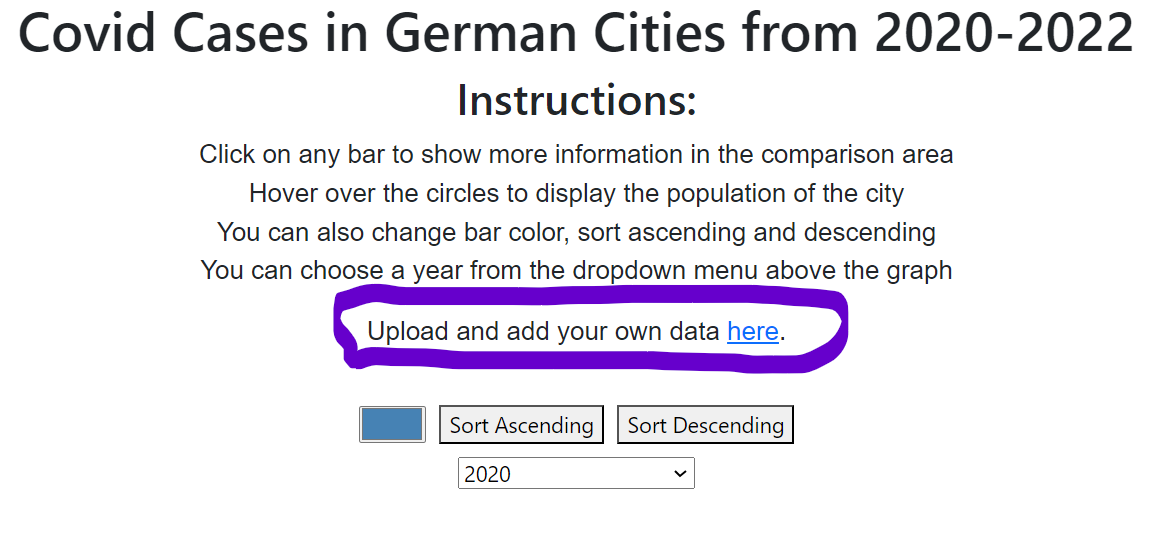 Covid Cases in German Cities from 2020-2022
Instructions:
Click on any bar to show more information in the comparison area
Hover over the circles to display the population of the city
You can also change bar color, sort ascending and descending
You can choose a year from the dropdown menu above the graph
Upload and add your own data here.
Sort Ascending Sort Descending
2020